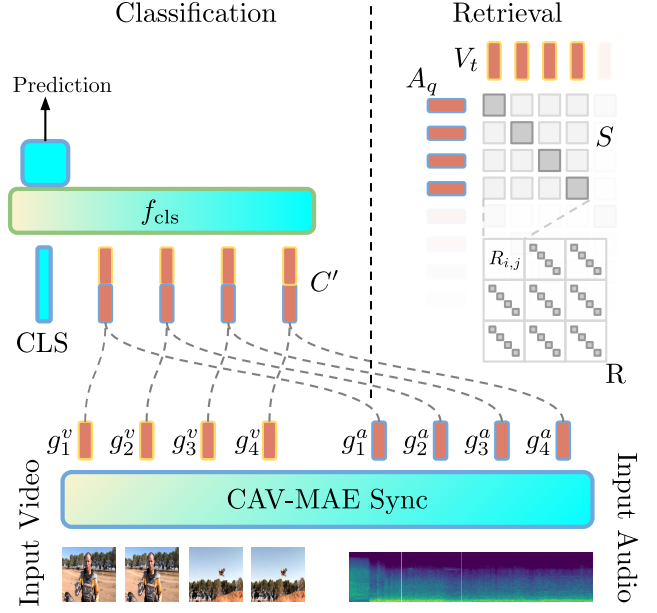 Classification
Retrieval
Prediction
f_cls
CLS
C′
V_t
A_q
S
R_{i,j}
R
g_1^v
g_2^v
g_3^v
g_4^v
g_1^a
g_2^a
g_3^a
g_4^a
CAV-MAE Sync
Input Video
Input Audio